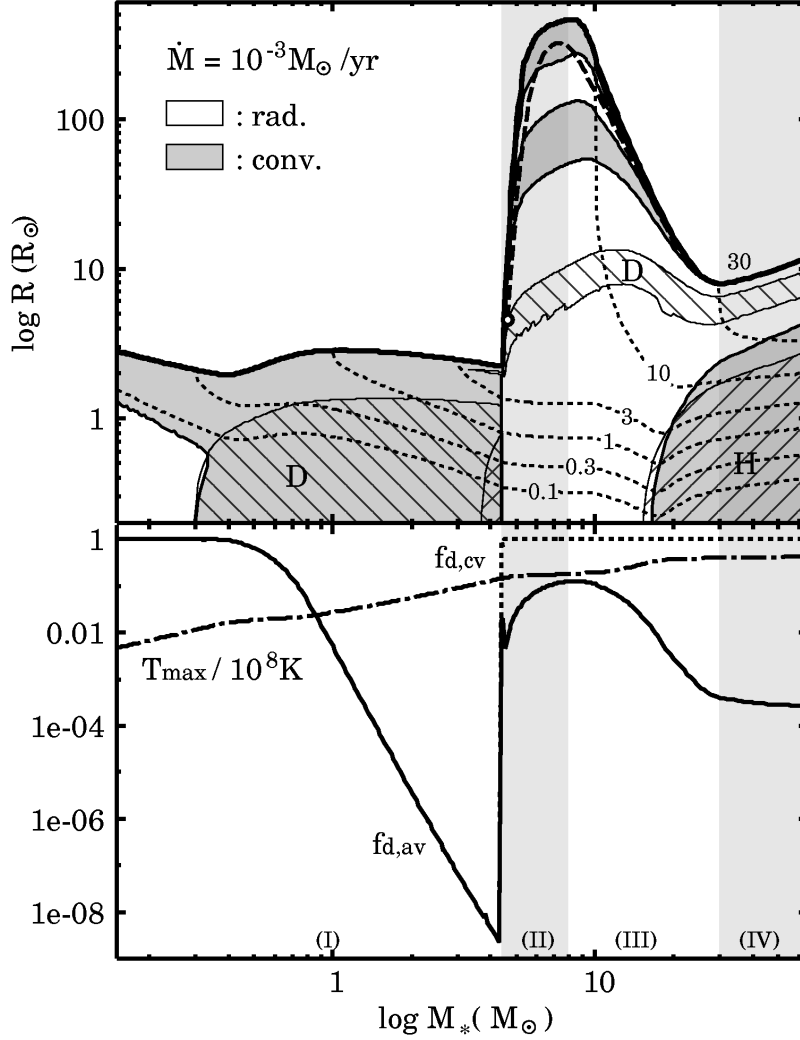 Ṁ = 10⁻³M⊙ /yr
: rad.
: conv.
100
10
1
log R (R⊙)
D
30
10
3
1
0.3
0.1
D
H
1
0.01
1e-04
1e-06
1e-08
fd,cv
Tmax / 10⁸K
fd,av
(I)
(II)
(III)
(IV)
1
10
log M*( M⊙)